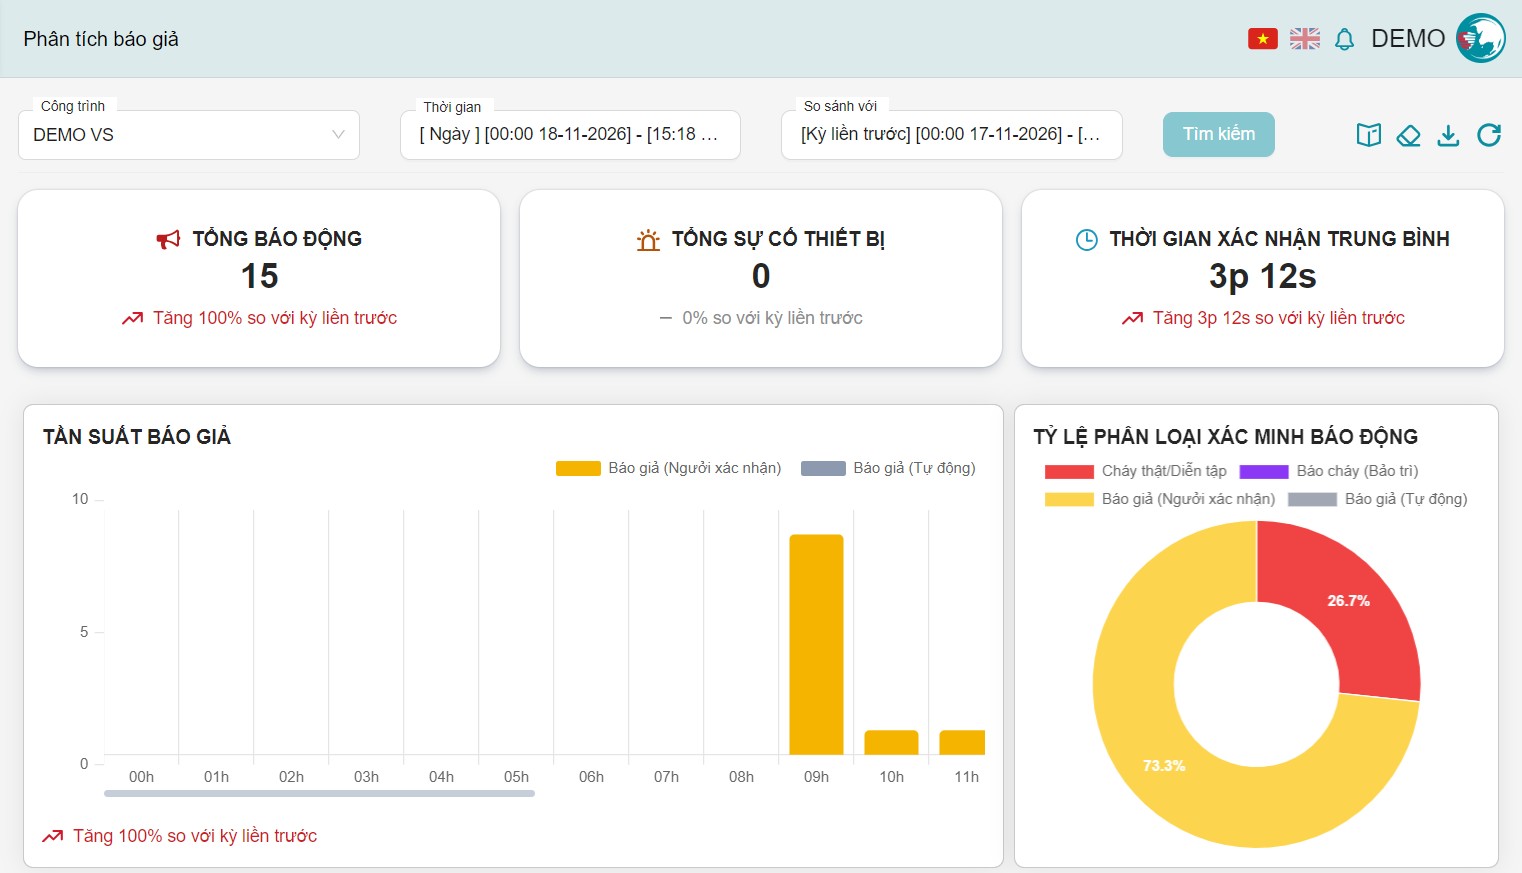 Phân tích báo giả
DEMO
Công trình
DEMO VS
Thời gian
[ Ngày ] [00:00 18-11-2026] - [15:18 ...
So sánh với
[Kỳ liền trước] [00:00 17-11-2026] - [...
Tìm kiếm
TỔNG BÁO ĐỘNG
15
Tăng 100% so với kỳ liền trước
TỔNG SỰ CỐ THIẾT BỊ
0
0% so với kỳ liền trước
THỜI GIAN XÁC NHẬN TRUNG BÌNH
3p 12s
Tăng 3p 12s so với kỳ liền trước
TẦN SUẤT BÁO GIẢ
Báo giả (Người xác nhận)
Báo giả (Tự động)
10
5
0
00h 01h 02h 03h 04h 05h 06h 07h 08h 09h 10h 11h
Tăng 100% so với kỳ liền trước
TỶ LỆ PHÂN LOẠI XÁC MINH BÁO ĐỘNG
Cháy thật/Diễn tập
Báo cháy (Bảo trì)
Báo giả (Người xác nhận)
Báo giả (Tự động)
26.7%
73.3%